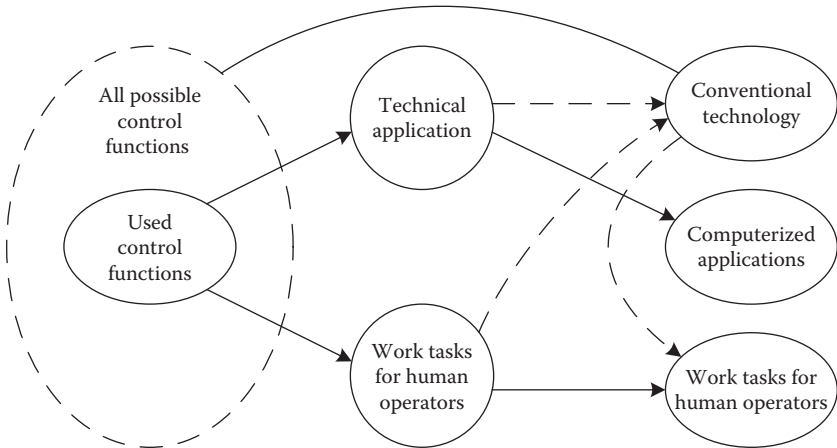 All possible
control
functions
Used
control
functions
Technical
application
Work tasks
for human
operators
Conventional
technology
Computerized
applications
Work tasks for
human operators